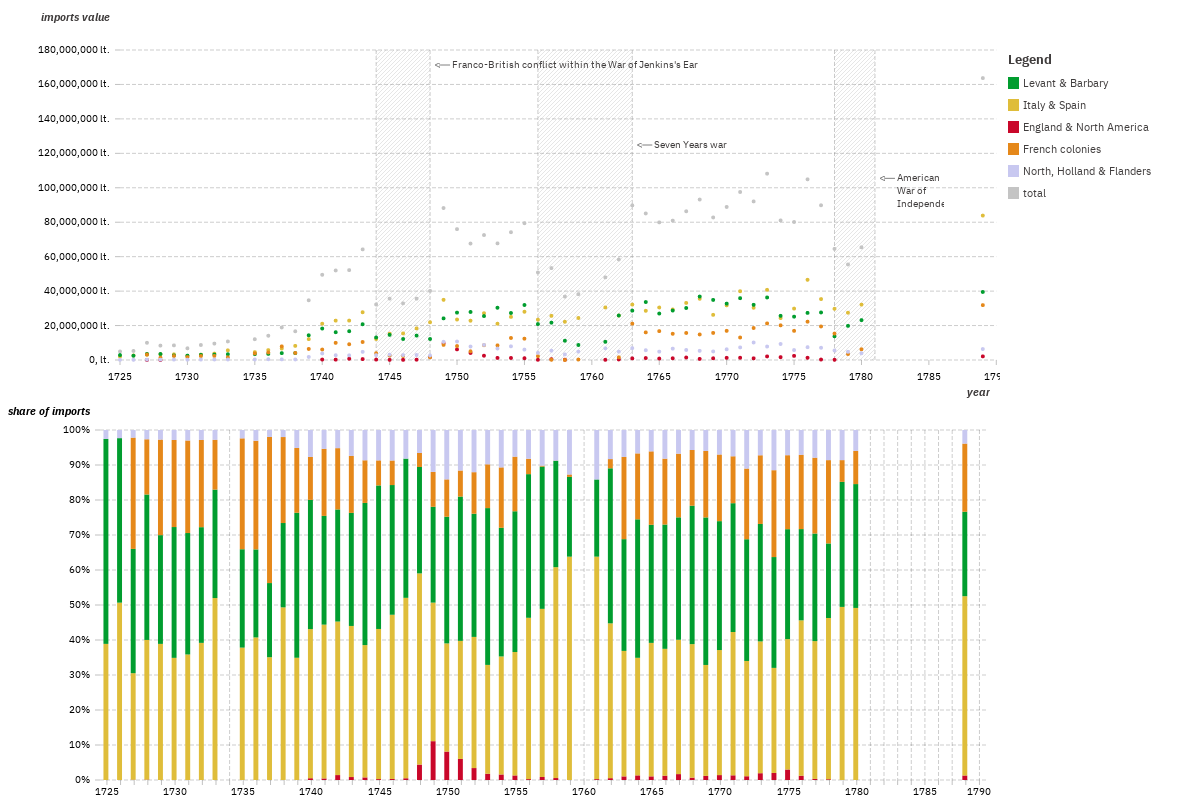 imports value
180,000,000 lt.
160,000,000 lt.
140,000,000 lt.
120,000,000 lt.
100,000,000 lt.
80,000,000 lt.
60,000,000 lt.
40,000,000 lt.
20,000,000 lt.
0, lt.
Franco-British conflict within the War of Jenkins's Ear
Seven Years war
American
War of
Independe
1725 1730 1735 1740 1745 1750 1755 1760 1765 1770 1775 1780 1785 179
year
Legend
Levant & Barbary
Italy & Spain
England & North America
French colonies
North, Holland & Flanders
total
share of imports
100%
90%
80%
70%
60%
50%
40%
30%
20%
10%
0%
1725 1730 1735 1740 1745 1750 1755 1760 1765 1770 1775 1780 1785 1790